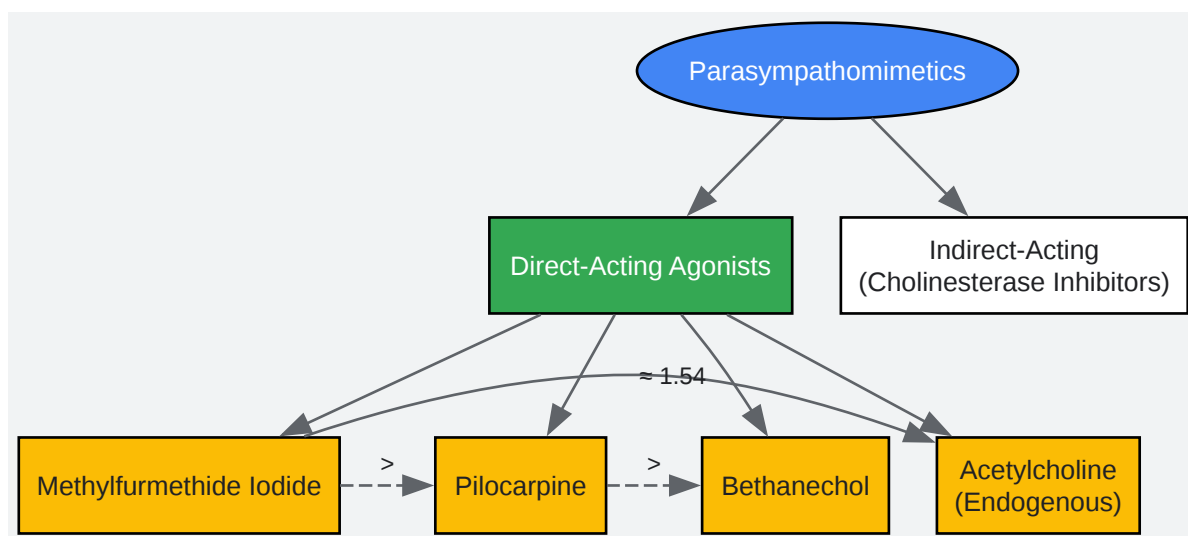 Parasympathomimetics
Direct-Acting Agonists
Indirect-Acting
(Cholinesterase Inhibitors)
≈ 1.54
>
>
Methylfurmethide Iodide
Pilocarpine
Bethanechol
Acetylcholine
(Endogenous)